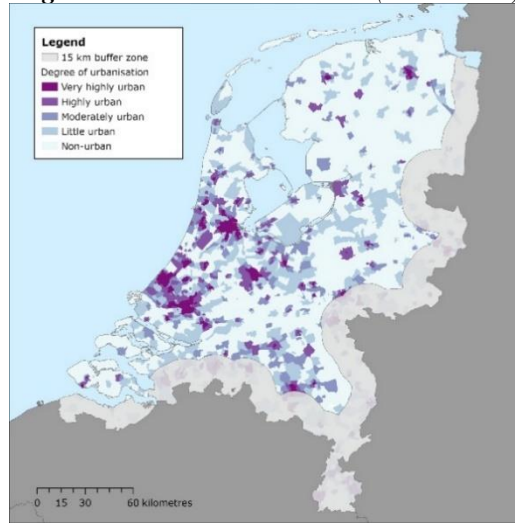 Legend
15 km buffer zone
Degree of urbanisation
Very highly urban
Highly urban
Moderately urban
Little urban
Non-urban
0 15 30 60 kilometres